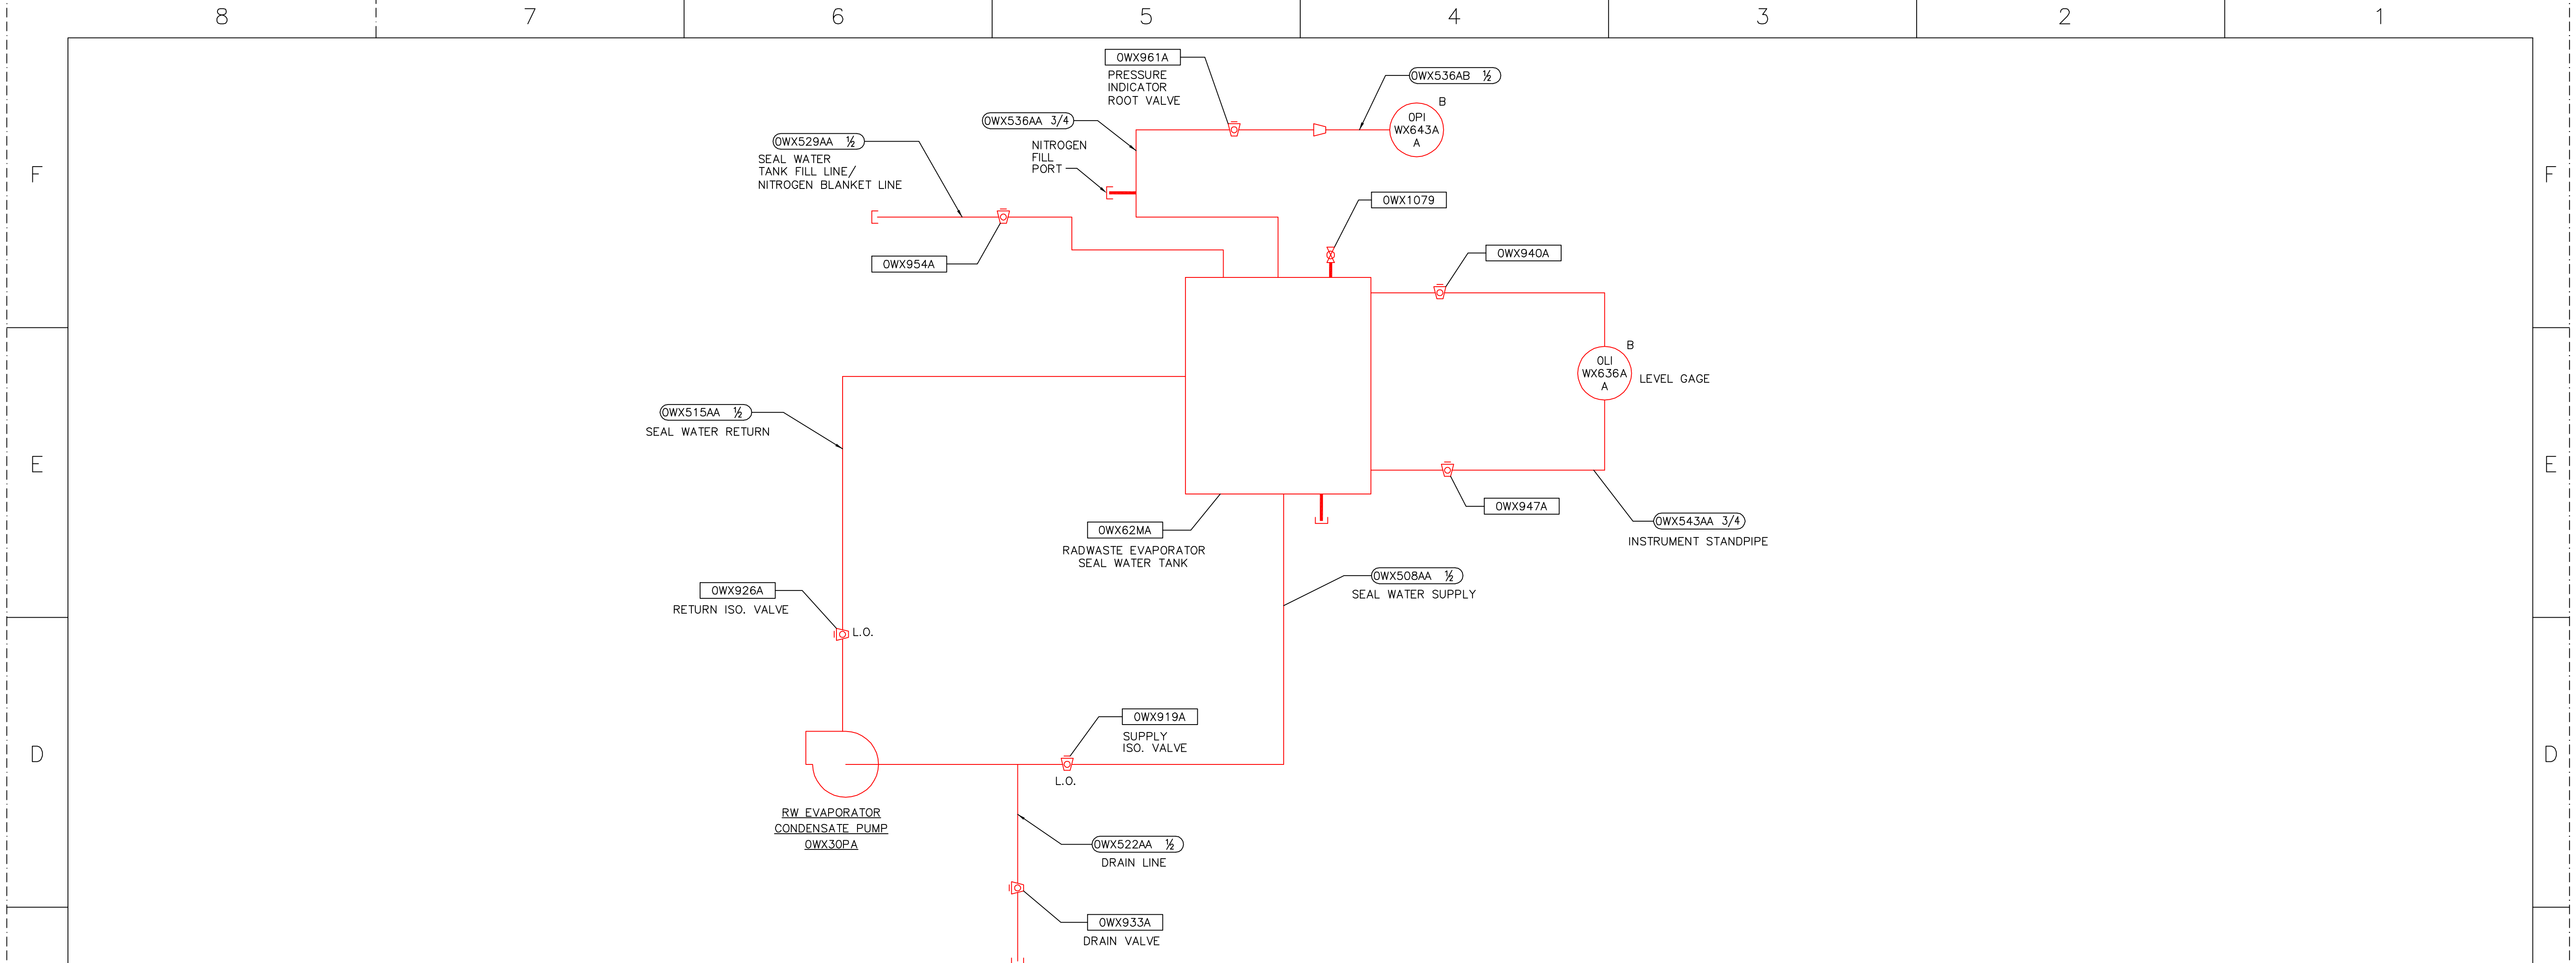 8 7 6 5 4 3 2 1
0WX961A
PRESSURE
INDICATOR
ROOT VALVE
0WX536AB ½
B
0PI
WX643A
A
0WX536AA 3/4
NITROGEN
FILL
PORT
0WX529AA ½
SEAL WATER
TANK FILL LINE/
NITROGEN BLANKET LINE
F
F
0WX1079
0WX954A
0WX940A
B
0LI
WX636A
A
LEVEL GAGE
0WX515AA ½
SEAL WATER RETURN
E
E
0WX947A
0WX543AA 3/4
INSTRUMENT STANDPIPE
0WX62MA
RADWASTE EVAPORATOR
SEAL WATER TANK
0WX508AA ½
SEAL WATER SUPPLY
0WX926A
RETURN ISO. VALVE
L.O.
0WX919A
SUPPLY
ISO. VALVE
L.O.
D
D
RW EVAPORATOR
CONDENSATE PUMP
0WX30PA
0WX522AA ½
DRAIN LINE
0WX933A
DRAIN VALVE